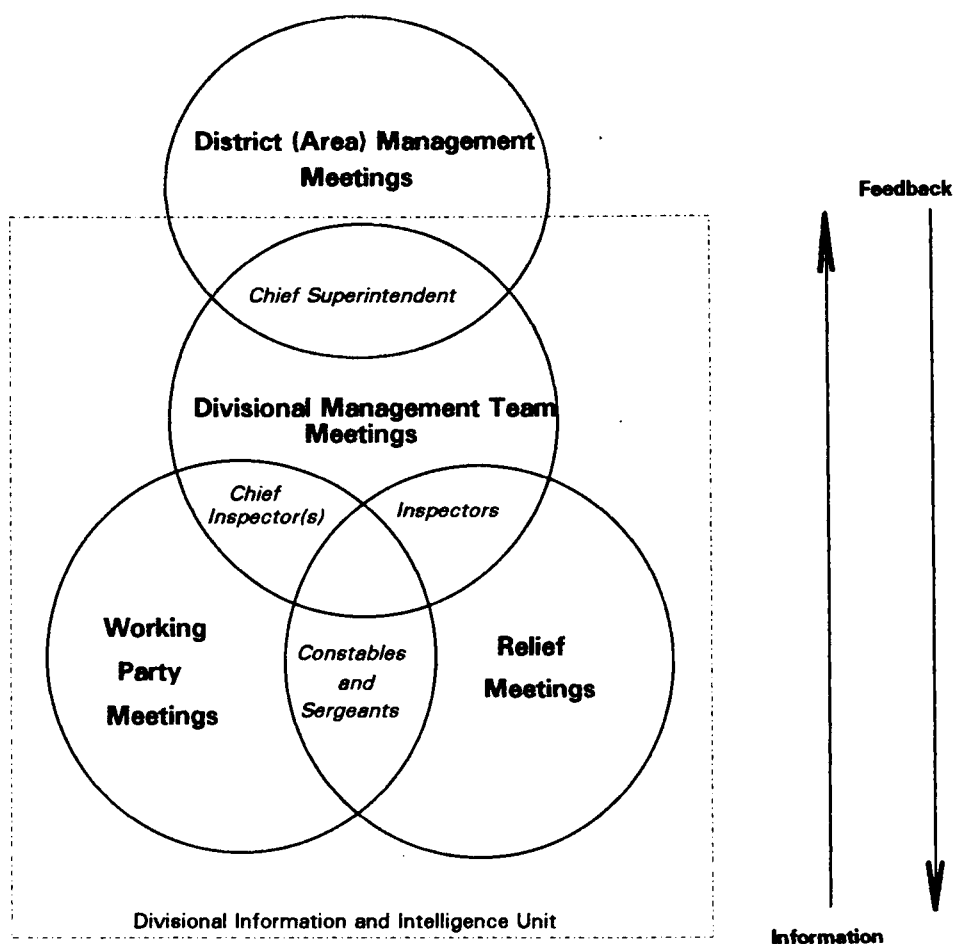 District (Area) Management
Meetings
Feedback
Chief Superintendent
Divisional Management Team
Meetings
Chief
Inspector(s)
Inspectors
Working
Party
Meetings
Constables
and
Sergeants
Relief
Meetings
Divisional Information and Intelligence Unit
Information